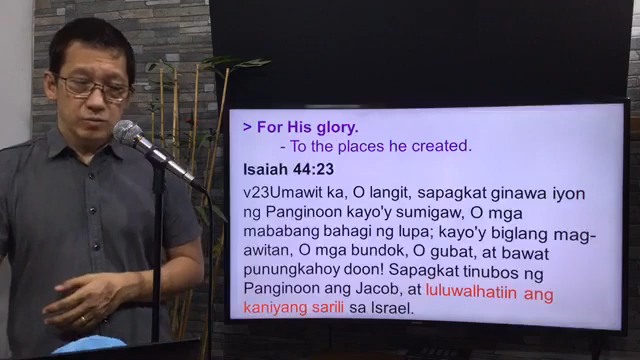 > For His glory.
- To the places he created.
Isaiah 44:23
v23Umawit ka, O langit, sapagkat ginawa iyon
ng Panginoon kayo'y sumigaw, O mga
mababang bahagi ng lupa; kayo'y biglang mag-
awitan, O mga bundok, O gubat, at bawat
punungkahoy doon! Sapagkat tinubos ng
Panginoon ang Jacob, at luluwalhatiin ang
kaniyang sarili sa Israel.